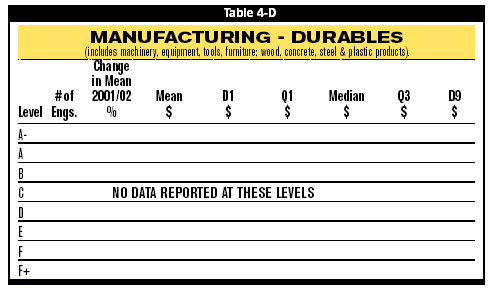 Table 4-D
MANUFACTURING - DURABLES
(includes machinery, equipment, tools, furniture; wood, concrete, steel & plastic products).
Change
in Mean
# of 2001/02 Mean D1 Q1 Median Q3 D9
Level Engs. % $ $ $ $ $ $
A-
A
B
C NO DATA REPORTED AT THESE LEVELS
D
E
F
F+